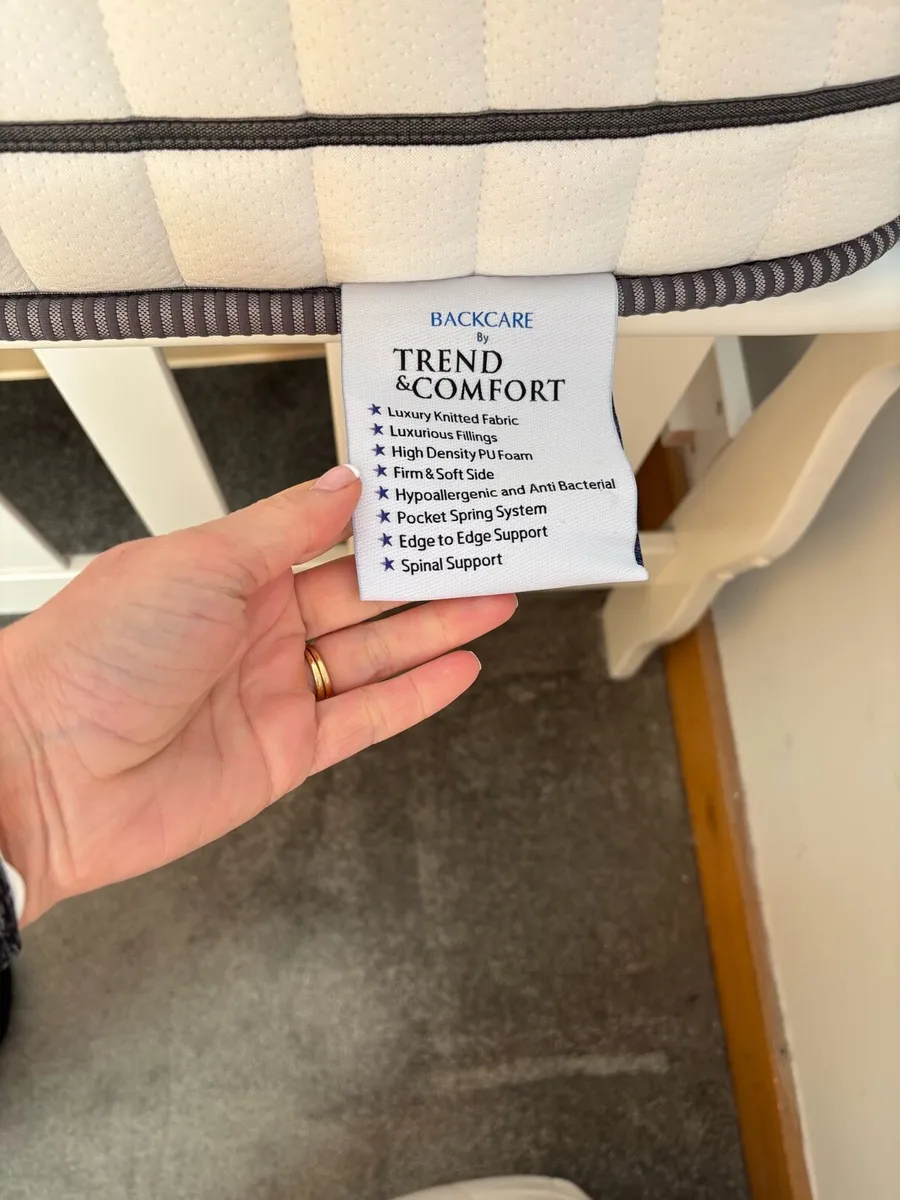 BACKCARE
By
TREND
&COMFORT
Luxury Knitted Fabric
Luxurious Fillings
High Density PU Foam
Firm & Soft Side
Hypoallergenic and Anti Bacterial
Pocket Spring System
Edge to Edge Support
Spinal Support